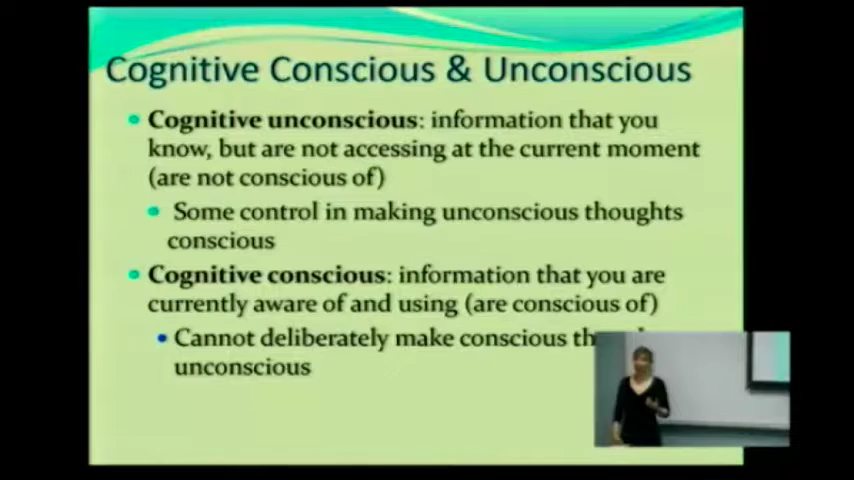 Cognitive Conscious & Unconscious
Cognitive unconscious: information that you
know, but are not accessing at the current moment
(are not conscious of)
Some control in making unconscious thoughts
conscious
Cognitive conscious: information that you are
currently aware of and using (are conscious of)
Cannot deliberately make conscious
unconscious